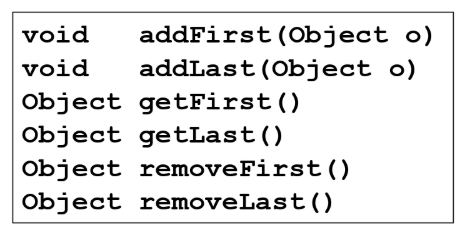 void   addFirst(Object o)
void   addLast(Object o)
Object getFirst()
Object getLast()
Object removeFirst()
Object removeLast()